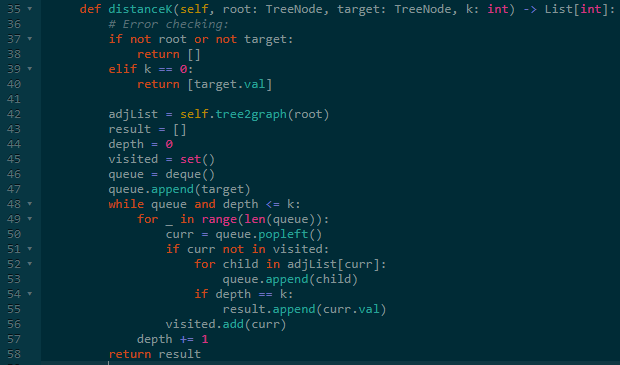 35 def distanceK(self, root: TreeNode, target: TreeNode, k: int) -> List[int]:
36 # Error checking:
37 if not root or not target:
38 return []
39 elif k == 0:
40 return [target.val]
41
42 adjList = self.tree2graph(root)
43 result = []
44 depth = 0
45 visited = set()
46 queue = deque()
47 queue.append(target)
48 while queue and depth <= k:
49 for _ in range(len(queue)):
50 curr = queue.popleft()
51 if curr not in visited:
52 for child in adjList[curr]:
53 queue.append(child)
54 if depth == k:
55 result.append(curr.val)
56 visited.add(curr)
57 depth += 1
58 return result